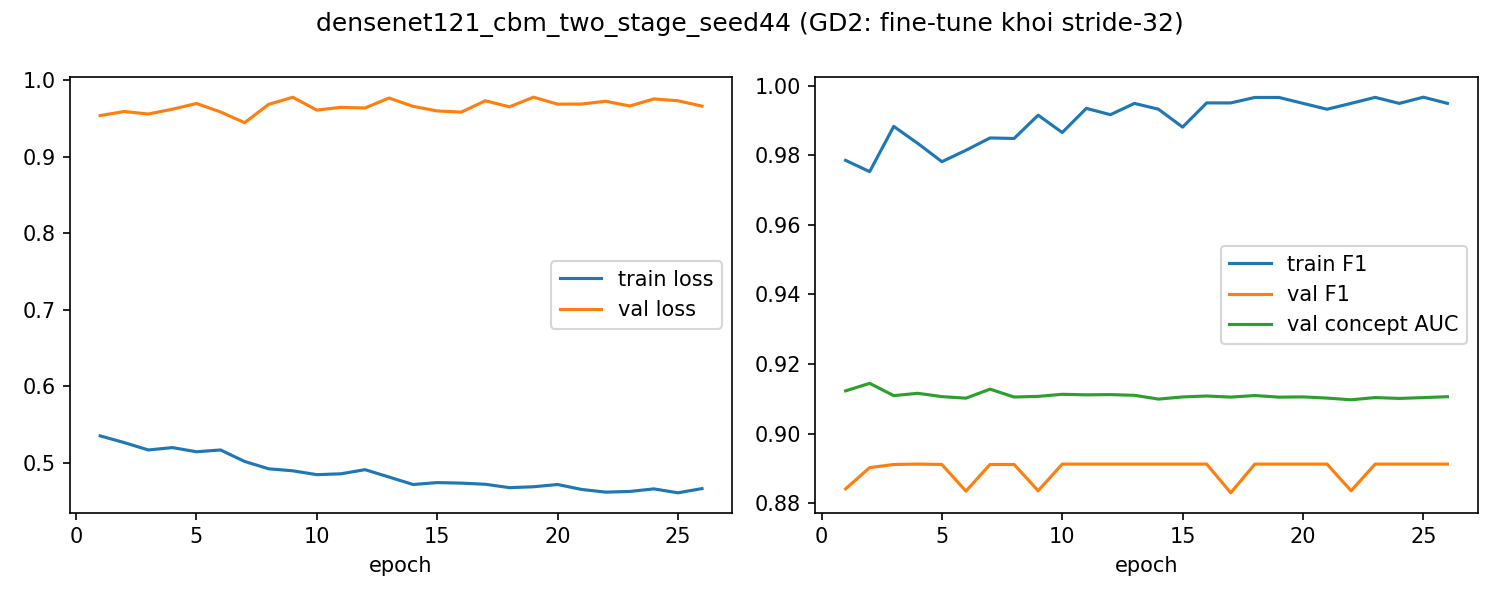 densenet121_cbm_two_stage_seed44 (GD2: fine-tune khoi stride-32)
1.0
0.9
0.8
0.7
0.6
0.5
train loss
val loss
0 5 10 15 20 25
epoch
1.00
0.98
0.96
0.94
0.92
0.90
0.88
train F1
val F1
val concept AUC
0 5 10 15 20 25
epoch